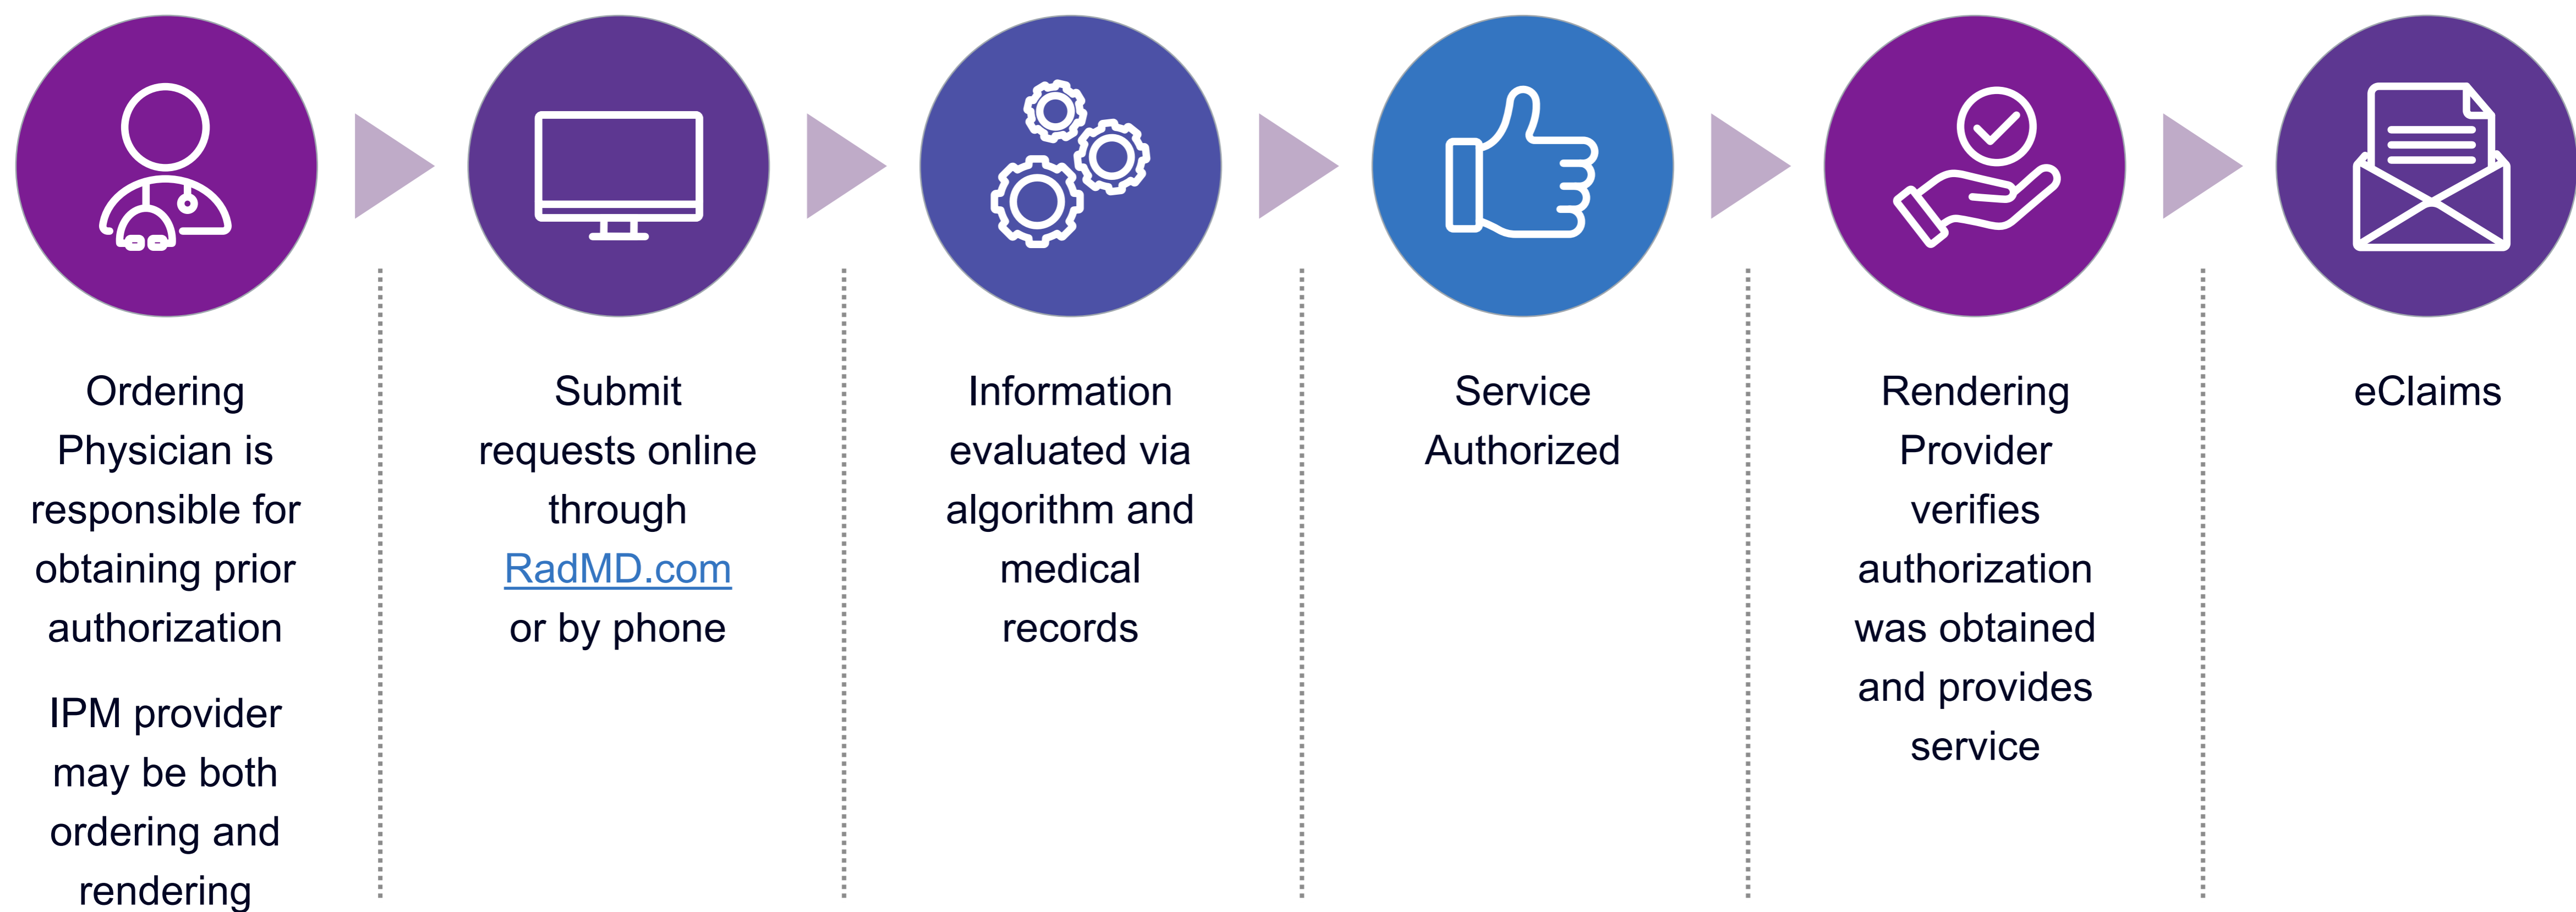 Ordering
Physician is
responsible for
obtaining prior
authorization
IPM provider
may be both
ordering and
rendering
Submit
requests online
through
RadMD.com
or by phone
Information
evaluated via
algorithm and
medical
records
Service
Authorized
Rendering
Provider
verifies
authorization
was obtained
and provides
service
eClaims